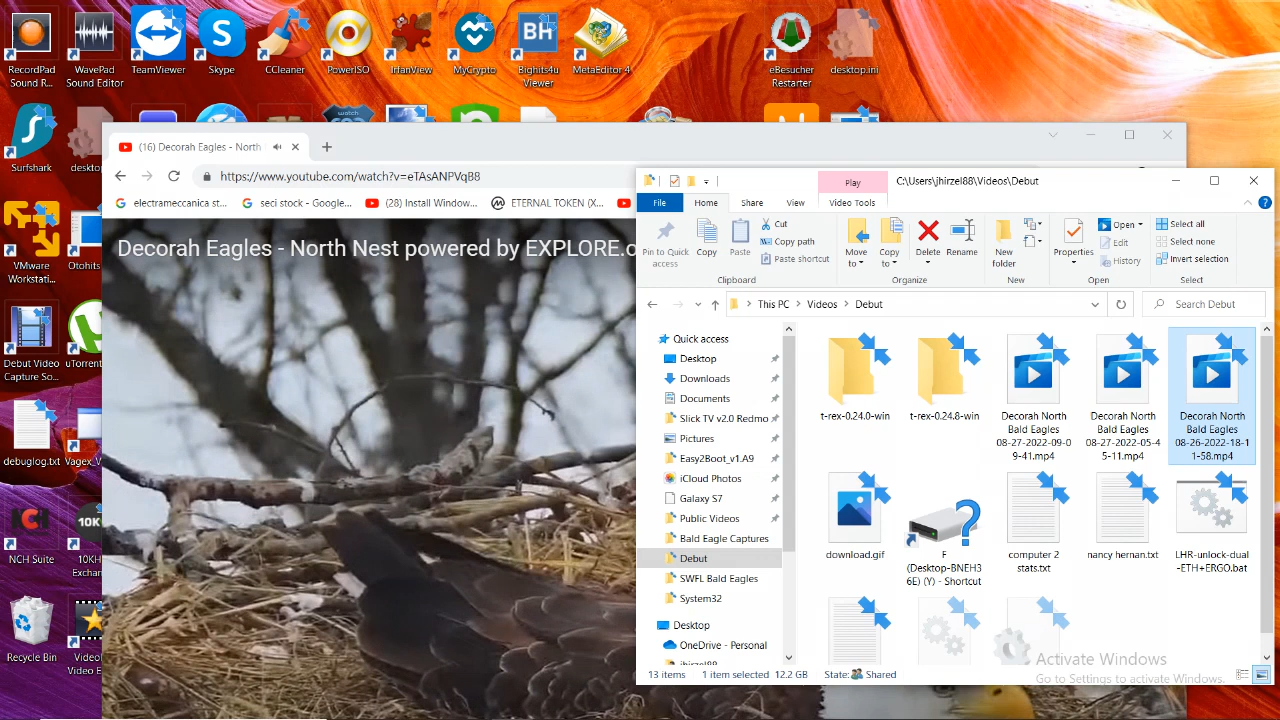 RecordPad
Sound R...
WavePad
Sound Editor
TeamViewer
Skype
CCleaner
PowerISO
IrfanView
MyCrypto
BH
Bighits4u
Viewer
MetaEditor 4
eBesucher
Restarter
desktop.ini
Surfshark
watch
VMware
Workstati...
Otohits
Debut Video
Capture So...
uTorrent
debuglog.txt
NCH
NCH Suite
10K
10KH
Exchan
Recycle Bin
(16) Decorah Eagles - North
https://www.youtube.com/watch?v=eTAsANPVqB8
electrameccanica st...
seci stock - Google...
(28) Install Window...
ETERNAL TOKEN (X...
Decorah Eagles - North Nest powered by EXPLORE.o
Play
C:\Users\jhirzel88\Videos\Debut
File
Home
Share
View
Video Tools
Pin to Quick
access
Copy
Paste
Cut
Copy path
Paste shortcut
Clipboard
Move
to
Copy
to
Delete
Rename
Organize
New
folder
New
Properties
Open
Edit
History
Open
Select all
Select none
Invert selection
Select
This PC
Videos
Debut
Search Debut
Quick access
Desktop
Downloads
Documents
Slick TV v2.0 Redmo
Pictures
Easy2Boot_v1.A9
iCloud Photos
Galaxy S7
Public Videos
Bald Eagle Captures
Debut
SWFL Bald Eagles
System32
Desktop
OneDrive - Personal
jhirzel88
t-rex-0.24.0-win
t-rex-0.24.8-win
Decorah North
Bald Eagles
08-27-2022-09-0
9-41.mp4
Decorah North
Bald Eagles
08-27-2022-05-4
5-11.mp4
Decorah North
Bald Eagles
08-26-2022-18-1
1-58.mp4
download.gif
F
(Desktop-BNEH3
6E) (Y) - Shortcut
computer 2
stats.txt
nancy hernan.txt
LHR-unlock-dual
-ETH+ERGO.bat
13 items
1 item selected
12.2 GB
State:
Shared
Activate Windows
Go to Settings to activate Windows.